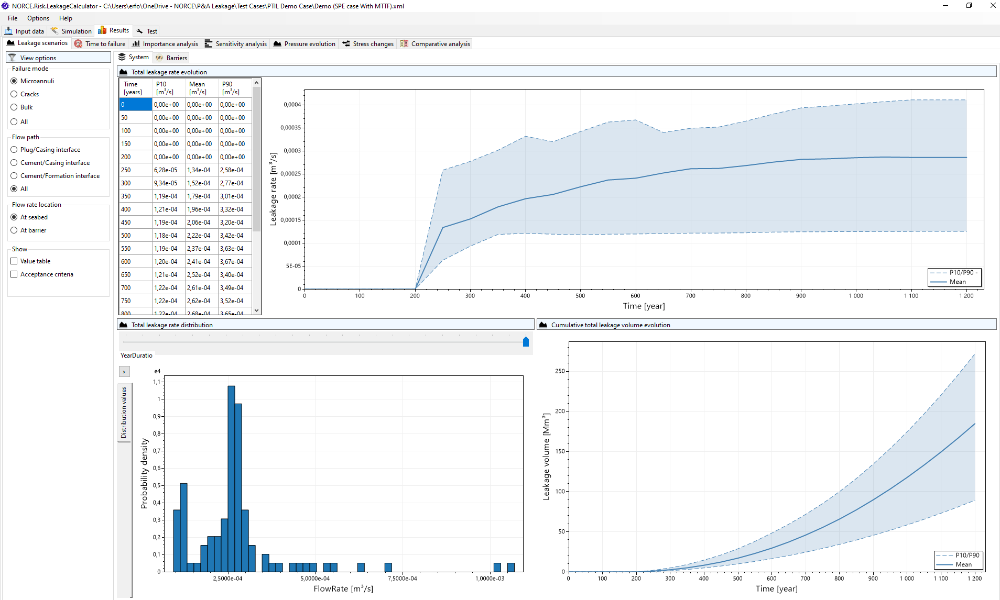 NORCE.Risk.LeakageCalculator - C:\Users\erfo\OneDrive - NORCE\P&A Leakage\Test Cases\PTIL Demo Case\Demo (SPE case With MTTF).xml
File Options Help
Input data Simulation Results Test
Leakage scenarios Time to failure Importance analysis Sensitivity analysis Pressure evolution Stress changes Comparative analysis
View options
Failure mode
Microannuli
Cracks
Bulk
All
Flow path
Plug/Casing interface
Cement/Casing interface
Cement/Formation interface
All
Flow rate location
At seabed
At barrier
Show
Value table
Acceptance criteria
System Barriers
Total leakage rate evolution
Time [years] P10 [m³/s] Mean [m³/s] P90 [m³/s]
0 0,00e+00 0,00e+00 0,00e+00
50 0,00e+00 0,00e+00 0,00e+00
100 0,00e+00 0,00e+00 0,00e+00
150 0,00e+00 0,00e+00 0,00e+00
200 0,00e+00 0,00e+00 0,00e+00
250 6,28e-05 1,34e-04 2,58e-04
300 9,34e-05 1,52e-04 2,77e-04
350 1,19e-04 1,79e-04 3,01e-04
400 1,21e-04 1,96e-04 3,32e-04
450 1,19e-04 2,06e-04 3,20e-04
500 1,18e-04 2,22e-04 3,42e-04
550 1,19e-04 2,37e-04 3,63e-04
600 1,20e-04 2,41e-04 3,67e-04
650 1,21e-04 2,52e-04 3,40e-04
700 1,22e-04 2,61e-04 3,49e-04
750 1,22e-04 2,62e-04 3,52e-04
800 1,22e-04 2,68e-04 3,65e-04
Leakage rate [m³/s]
0,0004
0,00035
0,0003
0,00025
0,0002
0,00015
0,0001
5E-05
0
0 100 200 300 400 500 600 700 800 900 1 000 1 100 1 200
Time [year]
P10/P90 -
Mean
Total leakage rate distribution
YearDuratio
>
Distribution values
e4
Probability density
1,1
1
0,9
0,8
0,7
0,6
0,5
0,4
0,3
0,2
0,1
0
2,5000e-04 5,0000e-04 7,5000e-04 1,0000e-03
FlowRate [m³/s]
Cumulative total leakage volume evolution
Leakage volume [Mm³]
250
200
150
100
50
0
0 100 200 300 400 500 600 700 800 900 1 000 1 100 1 200
Time [year]
P10/P90
Mean